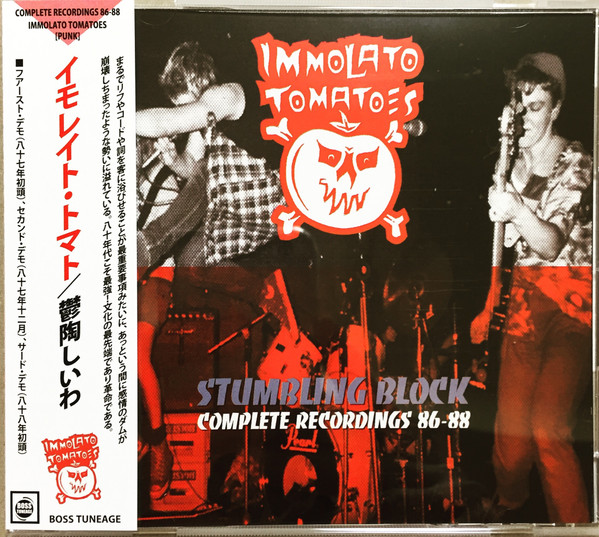 COMPLETE RECORDINGS 86-88
IMMOLATO TOMATOES
[PUNK]
イモレイト・トマト／鬱陶しいわ
まるでリフやコードや詞を客に浴びせることが最重要事項みたいに、あっという間に感情のダムが
崩壊しちまったような勢いに溢れている。八十年代こそ最強!文化の最先端であり革命である。
■ファースト・デモ(八十七年初頭)、セカンド・デモ(八十七年十二月)、サード・デモ(八十八年初頭)
IMMOLATO
TOMATOES
BOSS
TUNEAGE
BOSS TUNEAGE
IMMOLATO
TOMATOES
STUMBLING BLOCK
COMPLETE RECORDINGS 86-88
Pearl